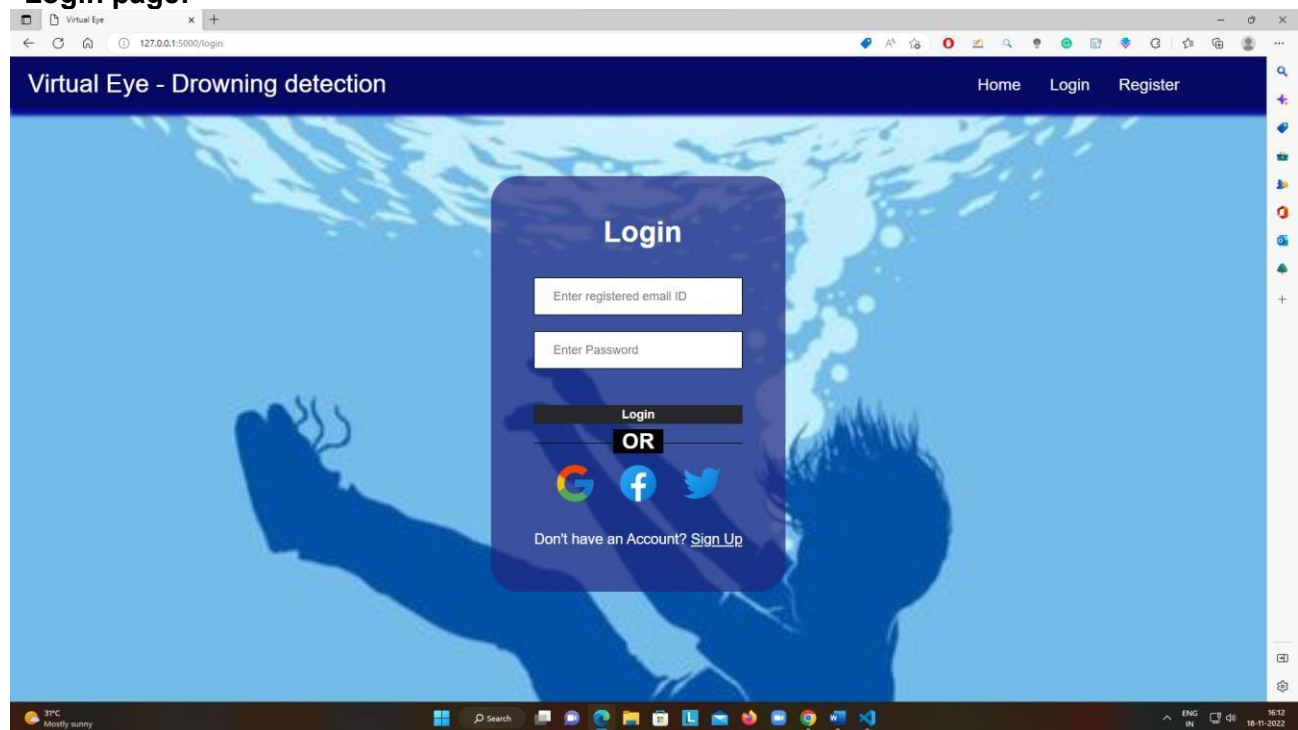 Login page:
Virtual Eye
127.0.0.1:5000/login
Virtual Eye - Drowning detection
Home Login Register
Login
Enter registered email ID
Enter Password
Login
OR
Don't have an Account? Sign Up
31°C
Mostly sunny
Search
ENG
IN
16:12
18-11-2022